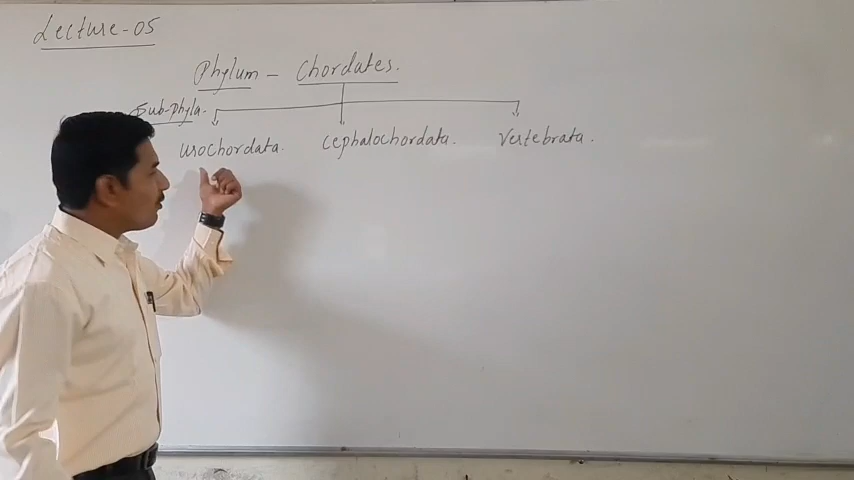 Lecture-05
Phylum - Chordates.
Sub-phyla.
urochordata. cephalochordata. Vertebrata.